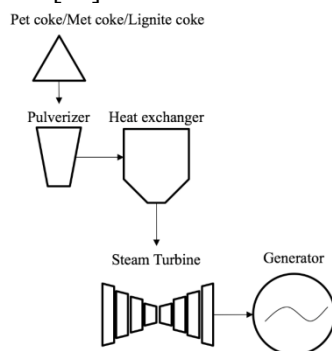 Pet coke/Met coke/Lignite coke
Pulverizer Heat exchanger
Steam Turbine Generator